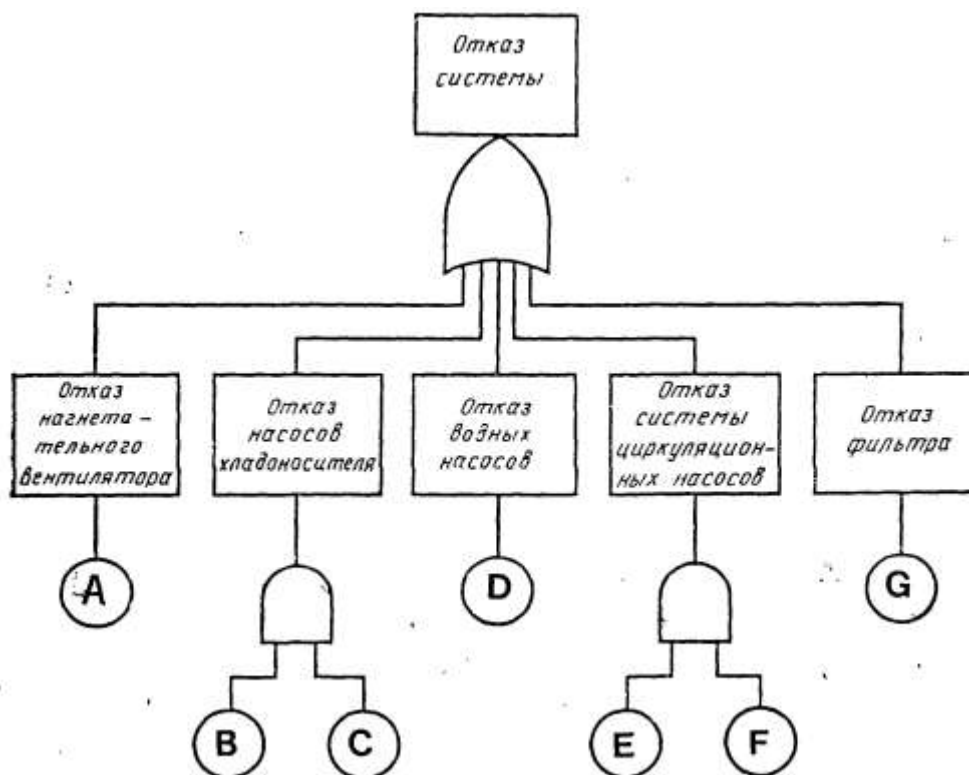 Отказ
системы
Отказ
нагнета-
тельного
вентилятора
Отказ
насосов
хладоносителя
Отказ
водных
насосов
Отказ
системы
циркуляцион-
ных насосов
Отказ
фильтра
A
D
G
B
C
E
F